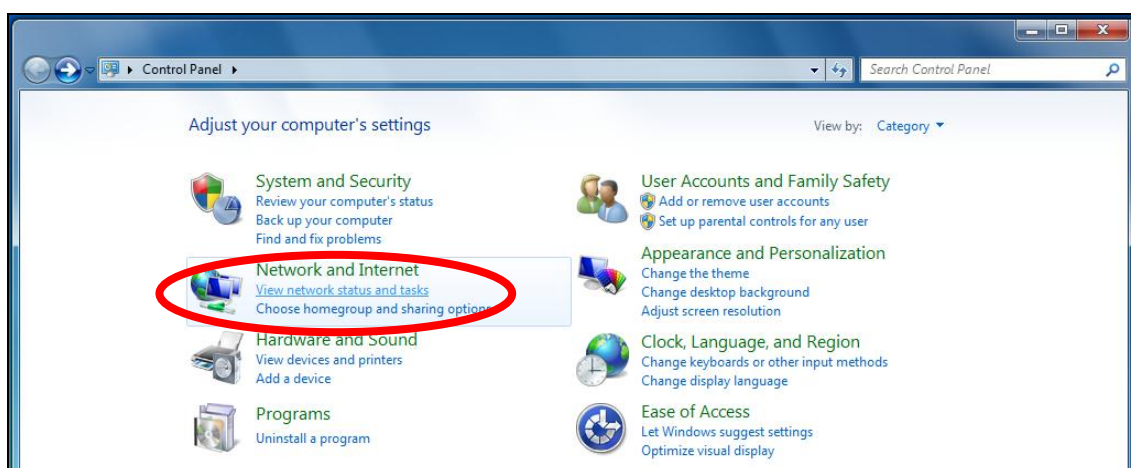 Control Panel
Search Control Panel
Adjust your computer's settings
View by: Category
System and Security
Review your computer's status
Back up your computer
Find and fix problems
Network and Internet
View network status and tasks
Choose homegroup and sharing options
Hardware and Sound
View devices and printers
Add a device
Programs
Uninstall a program
User Accounts and Family Safety
Add or remove user accounts
Set up parental controls for any user
Appearance and Personalization
Change the theme
Change desktop background
Adjust screen resolution
Clock, Language, and Region
Change keyboards or other input methods
Change display language
Ease of Access
Let Windows suggest settings
Optimize visual display